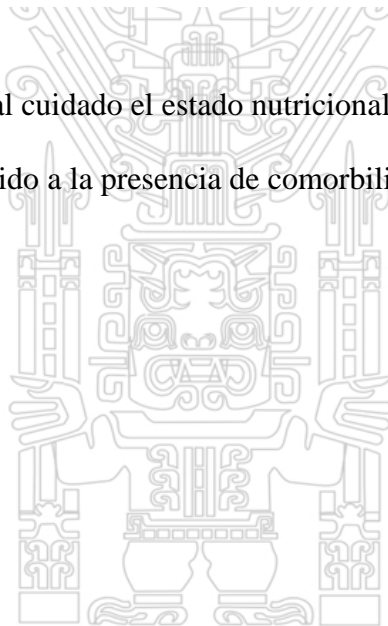 al cuidado el estado nutricional
ido a la presencia de comorbili